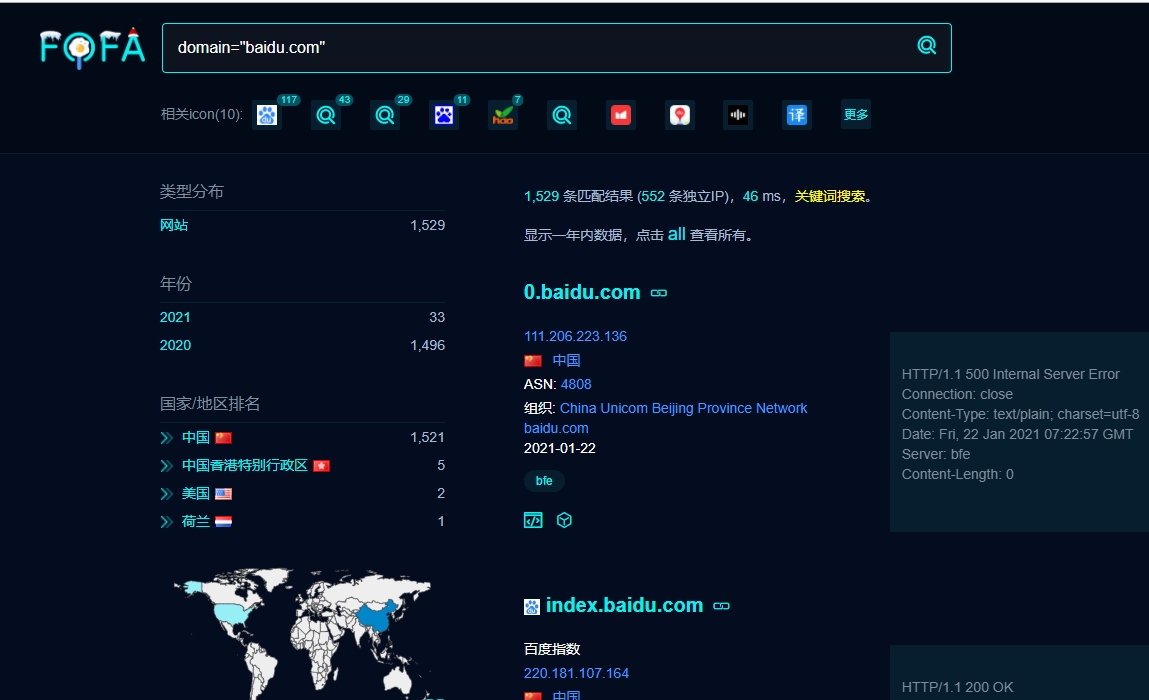 FOFA
domain="baidu.com"
相关icon(10):
117
43
29
11
7
hao
译
更多
类型分布
网站 1,529
年份
2021 33
2020 1,496
国家/地区排名
中国 1,521
中国香港特别行政区 5
美国 2
荷兰 1
1,529 条匹配结果 (552 条独立IP)，46 ms，关键词搜索。
显示一年内数据，点击 all 查看所有。
0.baidu.com
111.206.223.136
中国
ASN: 4808
组织: China Unicom Beijing Province Network
baidu.com
2021-01-22
bfe
HTTP/1.1 500 Internal Server Error
Connection: close
Content-Type: text/plain; charset=utf-8
Date: Fri, 22 Jan 2021 07:22:57 GMT
Server: bfe
Content-Length: 0
index.baidu.com
百度指数
220.181.107.164
中国
HTTP/1.1 200 OK